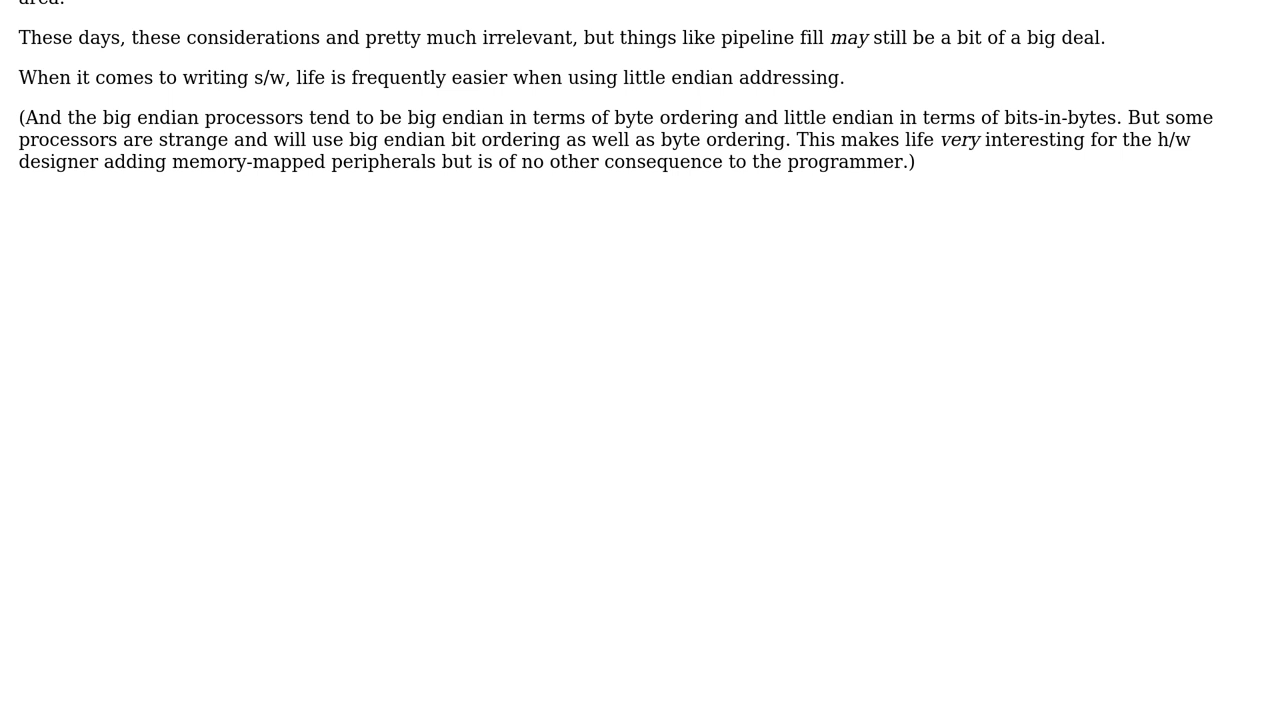 area.
These days, these considerations and pretty much irrelevant, but things like pipeline fill may still be a bit of a big deal.
When it comes to writing s/w, life is frequently easier when using little endian addressing.
(And the big endian processors tend to be big endian in terms of byte ordering and little endian in terms of bits-in-bytes. But some
processors are strange and will use big endian bit ordering as well as byte ordering. This makes life very interesting for the h/w
designer adding memory-mapped peripherals but is of no other consequence to the programmer.)